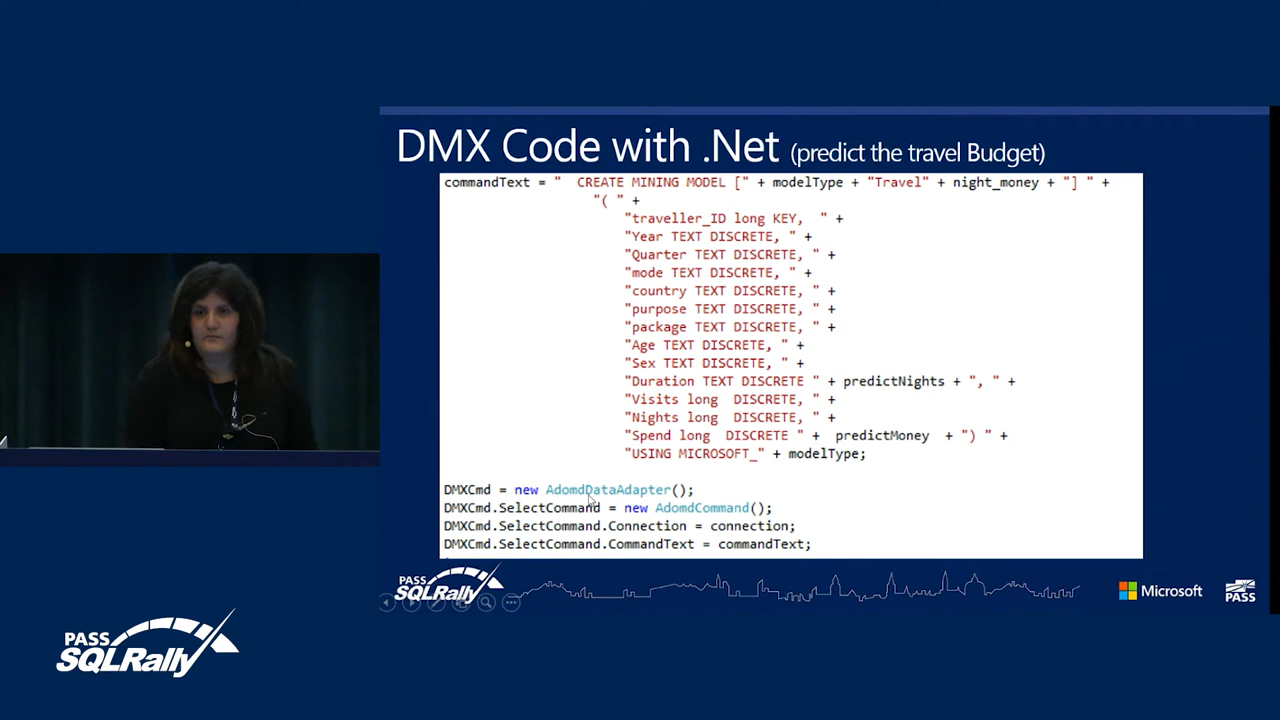 DMX Code with .Net (predict the travel Budget)
commandText = "  CREATE MINING MODEL [" + modelType + "Travel" + night_money + "] " +
"( " +
"traveller_ID long KEY,  " +
"Year TEXT DISCRETE, " +
"Quarter TEXT DISCRETE, " +
"mode TEXT DISCRETE, " +
"country TEXT DISCRETE, " +
"purpose TEXT DISCRETE, " +
"package TEXT DISCRETE, " +
"Age TEXT DISCRETE, " +
"Sex TEXT DISCRETE, " +
"Duration TEXT DISCRETE " + predictNights + ", " +
"Visits long  DISCRETE, " +
"Nights long  DISCRETE, " +
"Spend long  DISCRETE " +  predictMoney  + ") " +
"USING MICROSOFT_" + modelType;
DMXCmd = new AdomdDataAdapter();
DMXCmd.SelectCommand = new AdomdCommand();
DMXCmd.SelectCommand.Connection = connection;
DMXCmd.SelectCommand.CommandText = commandText;
PASS
SQLRally
Microsoft
PASS
PASS
SQLRally